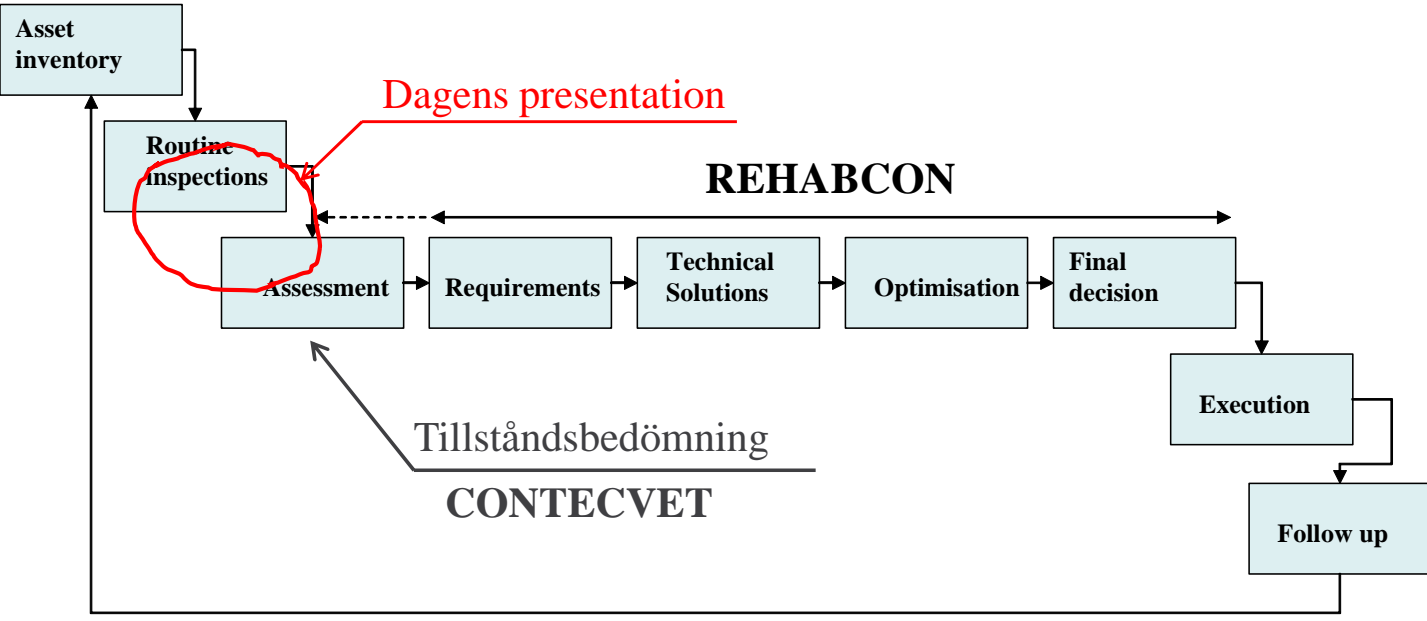 Asset
inventory
Dagens presentation
Routine
inspections
REHABCON
Assessment
Requirements
Technical
Solutions
Optimisation
Final
decision
Execution
Tillståndsbedömning
CONTECVET
Follow up